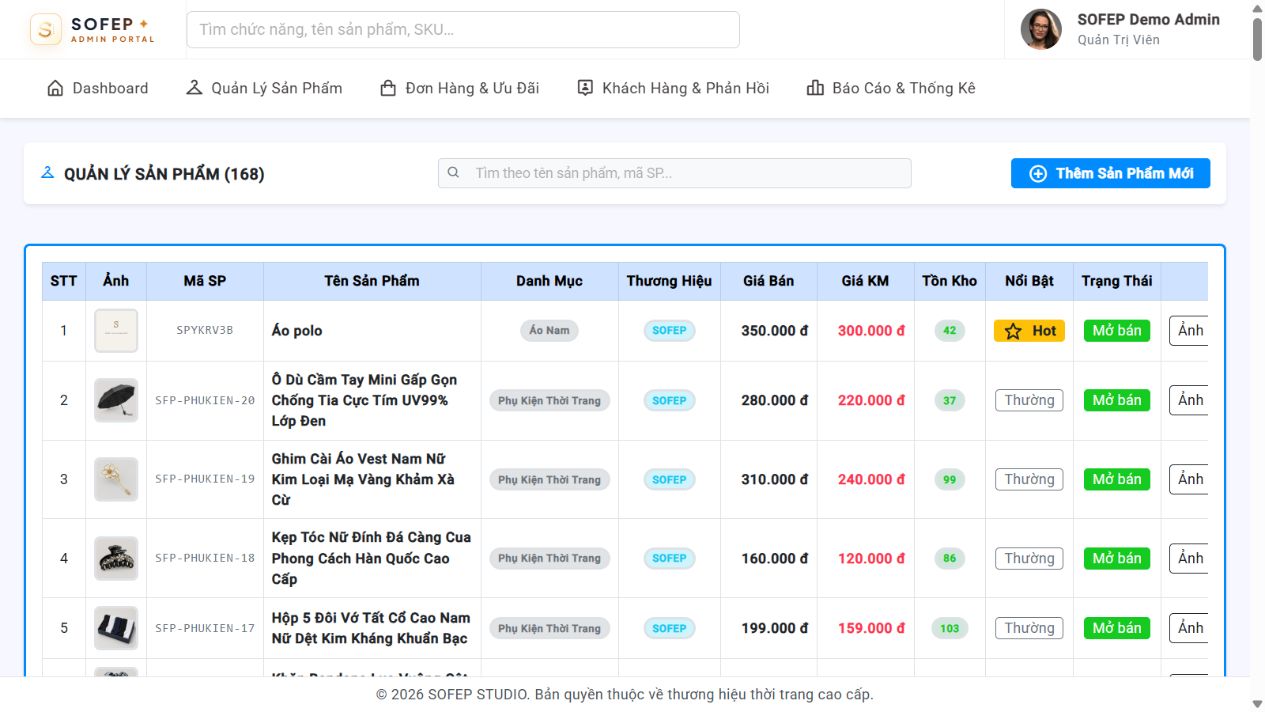 SOFEP
ADMIN PORTAL
Tìm chức năng, tên sản phẩm, SKU...
SOFEP Demo Admin
Quản Trị Viên
Dashboard
Quản Lý Sản Phẩm
Đơn Hàng & Ưu Đãi
Khách Hàng & Phản Hồi
Báo Cáo & Thống Kê
QUẢN LÝ SẢN PHẨM (168)
Tìm theo tên sản phẩm, mã SP...
Thêm Sản Phẩm Mới
STT Ảnh Mã SP Tên Sản Phẩm Danh Mục Thương Hiệu Giá Bán Giá KM Tồn Kho Nổi Bật Trạng Thái
1 SPYKRV3B Áo polo Áo Nam SOFEP 350.000 đ 300.000 đ 42 Hot Mở bán Ảnh
2 SFP-PHUKIEN-20 Ô Dù Cầm Tay Mini Gấp Gọn
Chống Tia Cực Tím UV99%
Lớp Đen
Phụ Kiện Thời Trang SOFEP 280.000 đ 220.000 đ 37 Thường Mở bán Ảnh
3 SFP-PHUKIEN-19 Ghim Cài Áo Vest Nam Nữ
Kim Loại Mạ Vàng Khảm Xà
Cừ
Phụ Kiện Thời Trang SOFEP 310.000 đ 240.000 đ 99 Thường Mở bán Ảnh
4 SFP-PHUKIEN-18 Kẹp Tóc Nữ Đính Đá Càng Cua
Phong Cách Hàn Quốc Cao
Cấp
Phụ Kiện Thời Trang SOFEP 160.000 đ 120.000 đ 86 Thường Mở bán Ảnh
5 SFP-PHUKIEN-17 Hộp 5 Đôi Vớ Tất Cổ Cao Nam
Nữ Dệt Kim Kháng Khuẩn Bạc
Phụ Kiện Thời Trang SOFEP 199.000 đ 159.000 đ 103 Thường Mở bán Ảnh
© 2026 SOFEP STUDIO. Bản quyền thuộc về thương hiệu thời trang cao cấp.